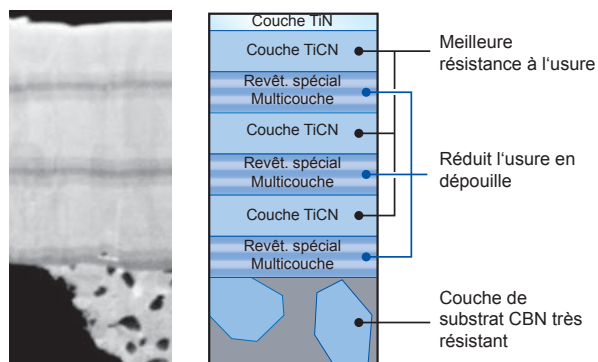 Couche TiN
Couche TiCN
Revêt. spécial
Multicouche
Couche TiCN
Revêt. spécial
Multicouche
Couche TiCN
Revêt. spécial
Multicouche
Meilleure
résistance à l‘usure
Réduit l‘usure en
dépouille
Couche de
substrat CBN très
résistant